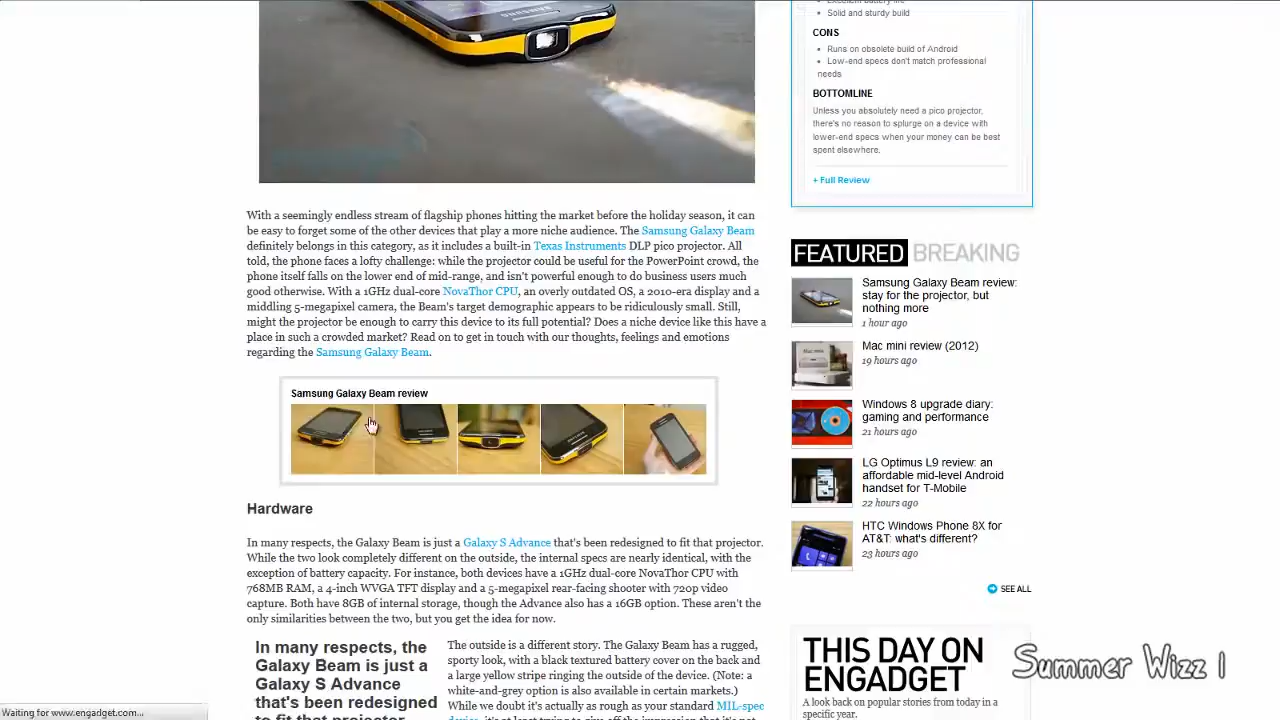 With a seemingly endless stream of flagship phones hitting the market before the holiday season, it can
be easy to forget some of the other devices that play a more niche audience. The Samsung Galaxy Beam
definitely belongs in this category, as it includes a built-in Texas Instruments DLP pico projector. All
told, the phone faces a lofty challenge: while the projector could be useful for the PowerPoint crowd, the
phone itself falls on the lower end of mid-range, and isn't powerful enough to do business users much
good otherwise. With a 1GHz dual-core NovaThor CPU, an overly outdated OS, a 2010-era display and a
middling 5-megapixel camera, the Beam's target demographic appears to be ridiculously small. Still,
might the projector be enough to carry this device to its full potential? Does a niche device like this have a
place in such a crowded market? Read on to get in touch with our thoughts, feelings and emotions
regarding the Samsung Galaxy Beam.
Samsung Galaxy Beam review
Hardware
In many respects, the Galaxy Beam is just a Galaxy S Advance that's been redesigned to fit that projector.
While the two look completely different on the outside, the internal specs are nearly identical, with the
exception of battery capacity. For instance, both devices have a 1GHz dual-core NovaThor CPU with
768MB RAM, a 4-inch WVGA TFT display and a 5-megapixel rear-facing shooter with 720p video
capture. Both have 8GB of internal storage, though the Advance also has a 16GB option. These aren't the
only similarities between the two, but you get the idea for now.
In many respects, the
Galaxy Beam is just a
Galaxy S Advance
that's been redesigned
to fit that projector
The outside is a different story. The Galaxy Beam has a rugged,
sporty look, with a black textured battery cover on the back and
a large yellow stripe ringing the outside of the device. (Note: a
white-and-grey option is also available in certain markets.)
While we doubt it's actually as rough as your standard MIL-spec
device, it's at least trying to give off the impression that it's not
Excellent battery life
• Solid and sturdy build
CONS
• Runs on obsolete build of Android
• Low-end specs don't match professional
needs
BOTTOMLINE
Unless you absolutely need a pico projector,
there's no reason to splurge on a device with
lower-end specs when your money can be best
spent elsewhere.
+ Full Review
FEATURED BREAKING
Samsung Galaxy Beam review:
stay for the projector, but
nothing more
1 hour ago
Mac mini review (2012)
19 hours ago
Windows 8 upgrade diary:
gaming and performance
21 hours ago
LG Optimus L9 review: an
affordable mid-level Android
handset for T-Mobile
22 hours ago
HTC Windows Phone 8X for
AT&T: what's different?
23 hours ago
SEE ALL
THIS DAY ON
ENGADGET
A look back on popular stories from today in a
specific year.
Summer Wizz 1
Waiting for www.engadget.com...